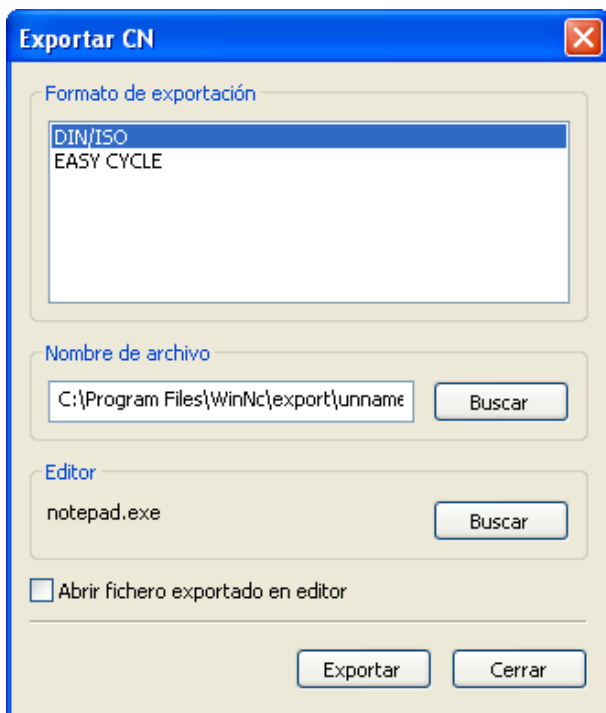 Exportar CN
Formato de exportación
DIN/ISO
EASY CYCLE
Nombre de archivo
C:\Program Files\WinNc\export\unname
Buscar
Editor
notepad.exe
Buscar
Abrir fichero exportado en editor
Exportar
Cerrar